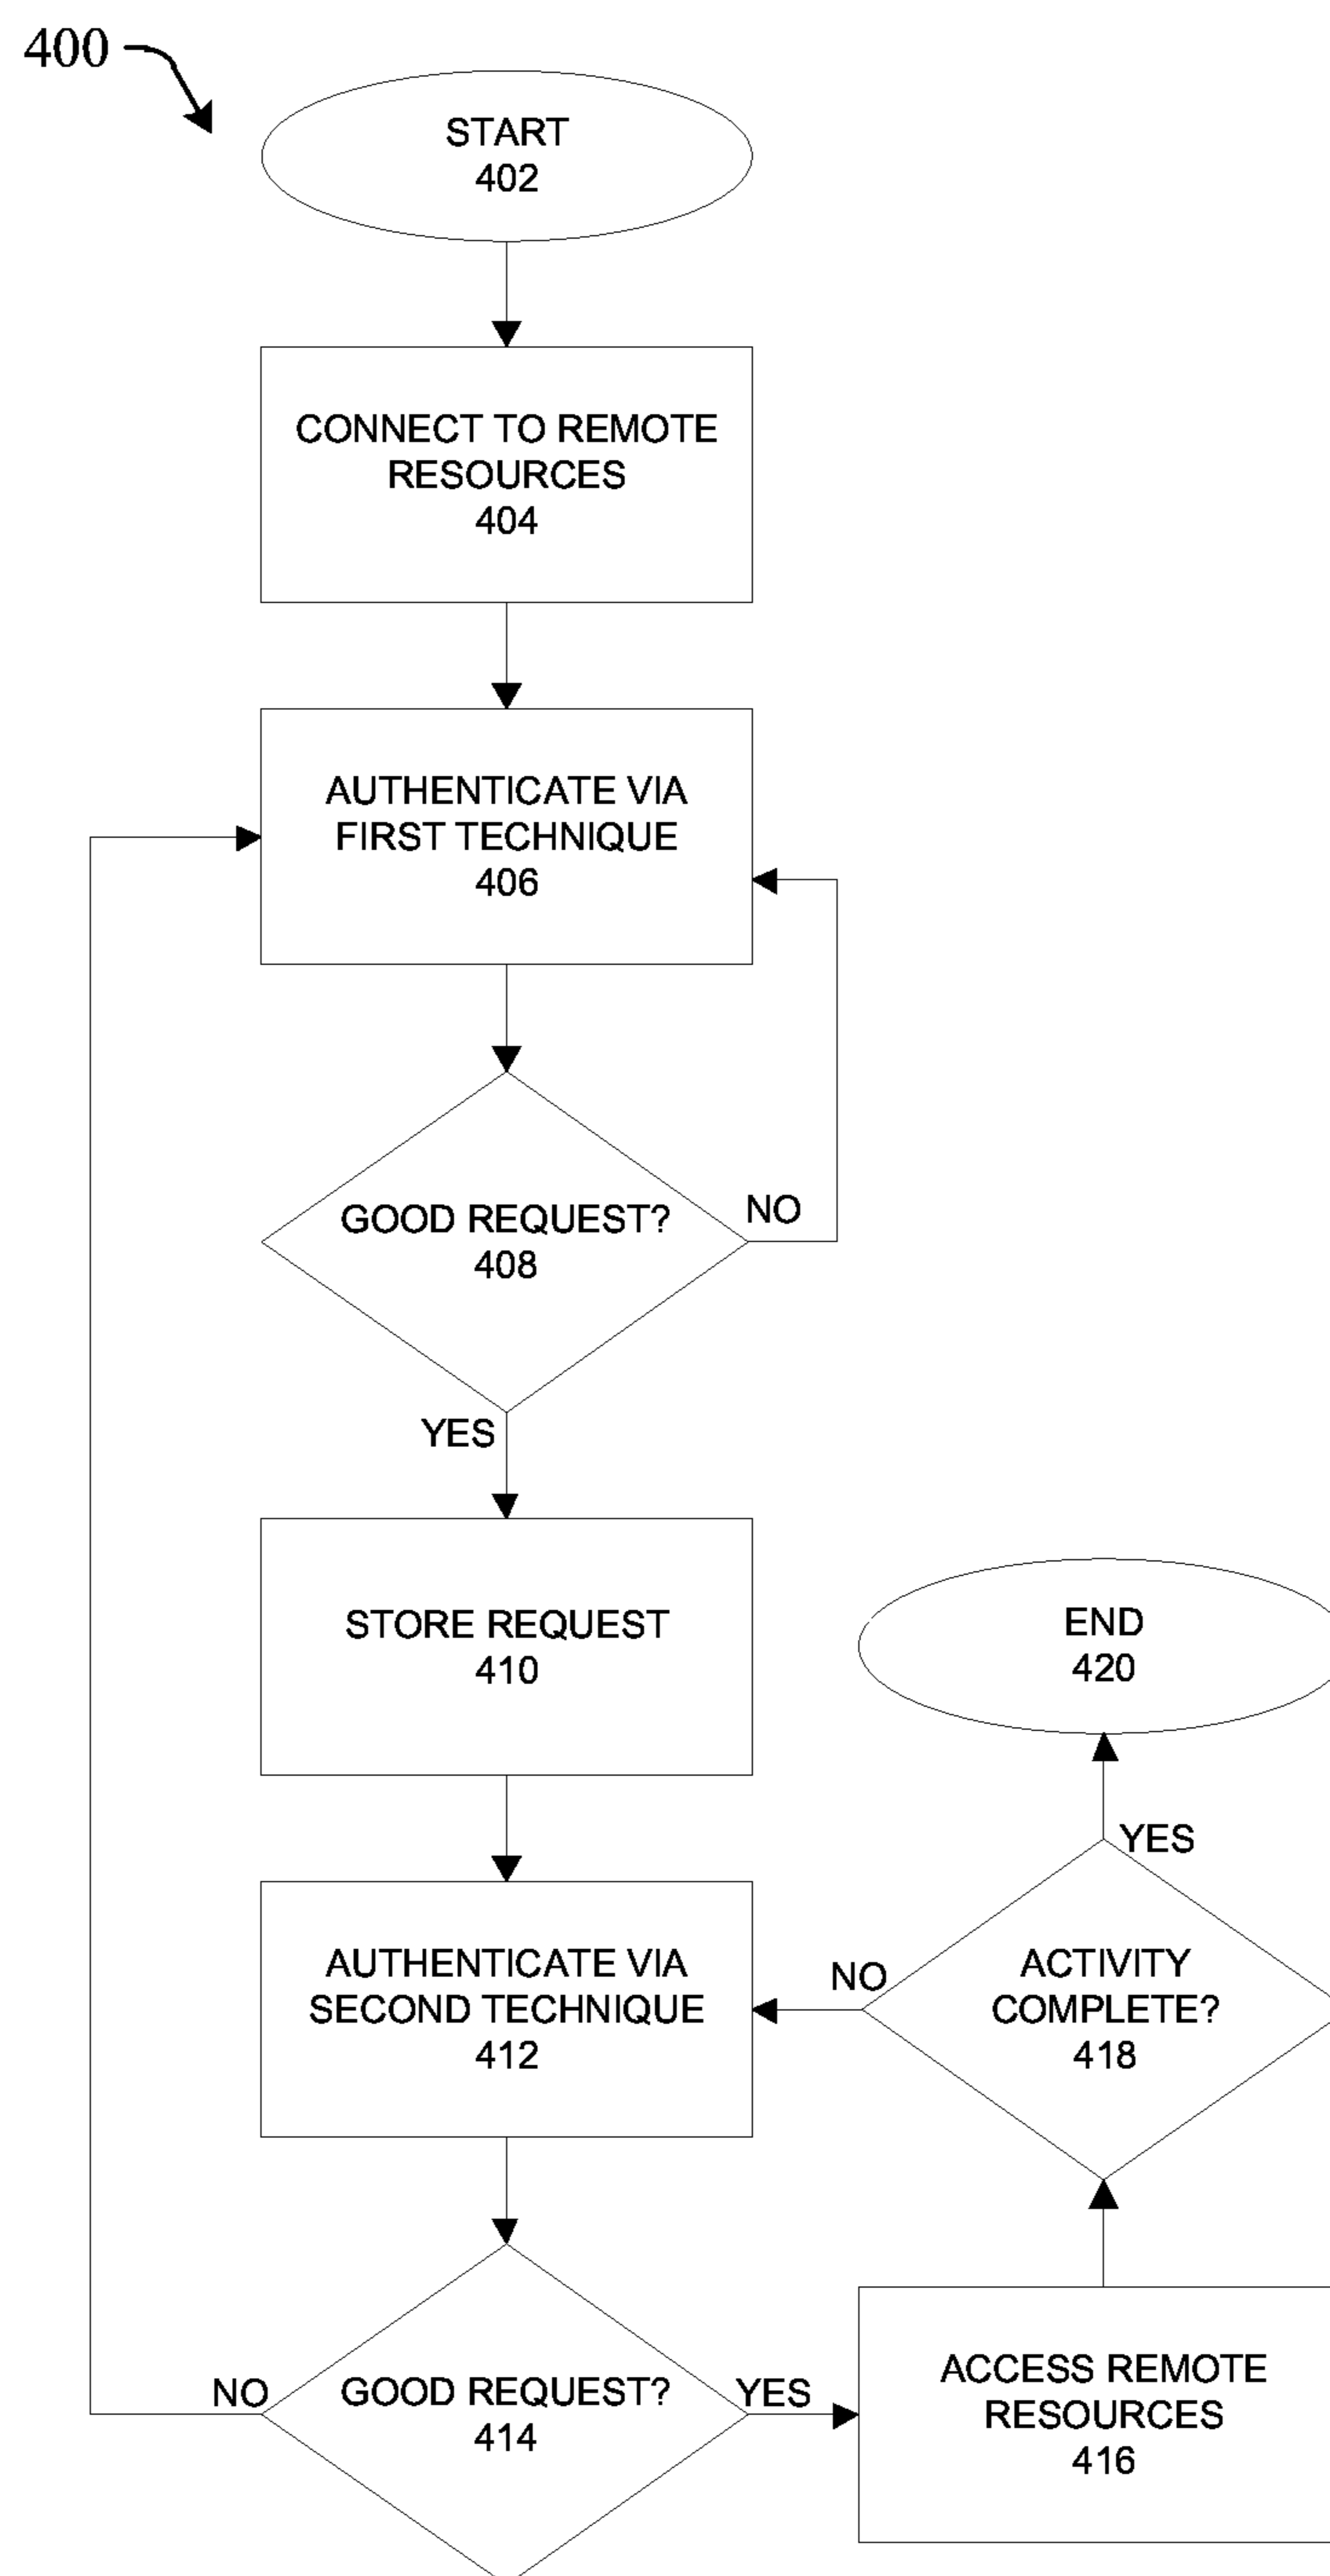 400
START
402
CONNECT TO REMOTE
RESOURCES
404
AUTHENTICATE VIA
FIRST TECHNIQUE
406
GOOD REQUEST?
408
NO
YES
STORE REQUEST
410
END
420
YES
AUTHENTICATE VIA
SECOND TECHNIQUE
412
NO
ACTIVITY
COMPLETE?
418
NO
GOOD REQUEST?
414
YES
ACCESS REMOTE
RESOURCES
416